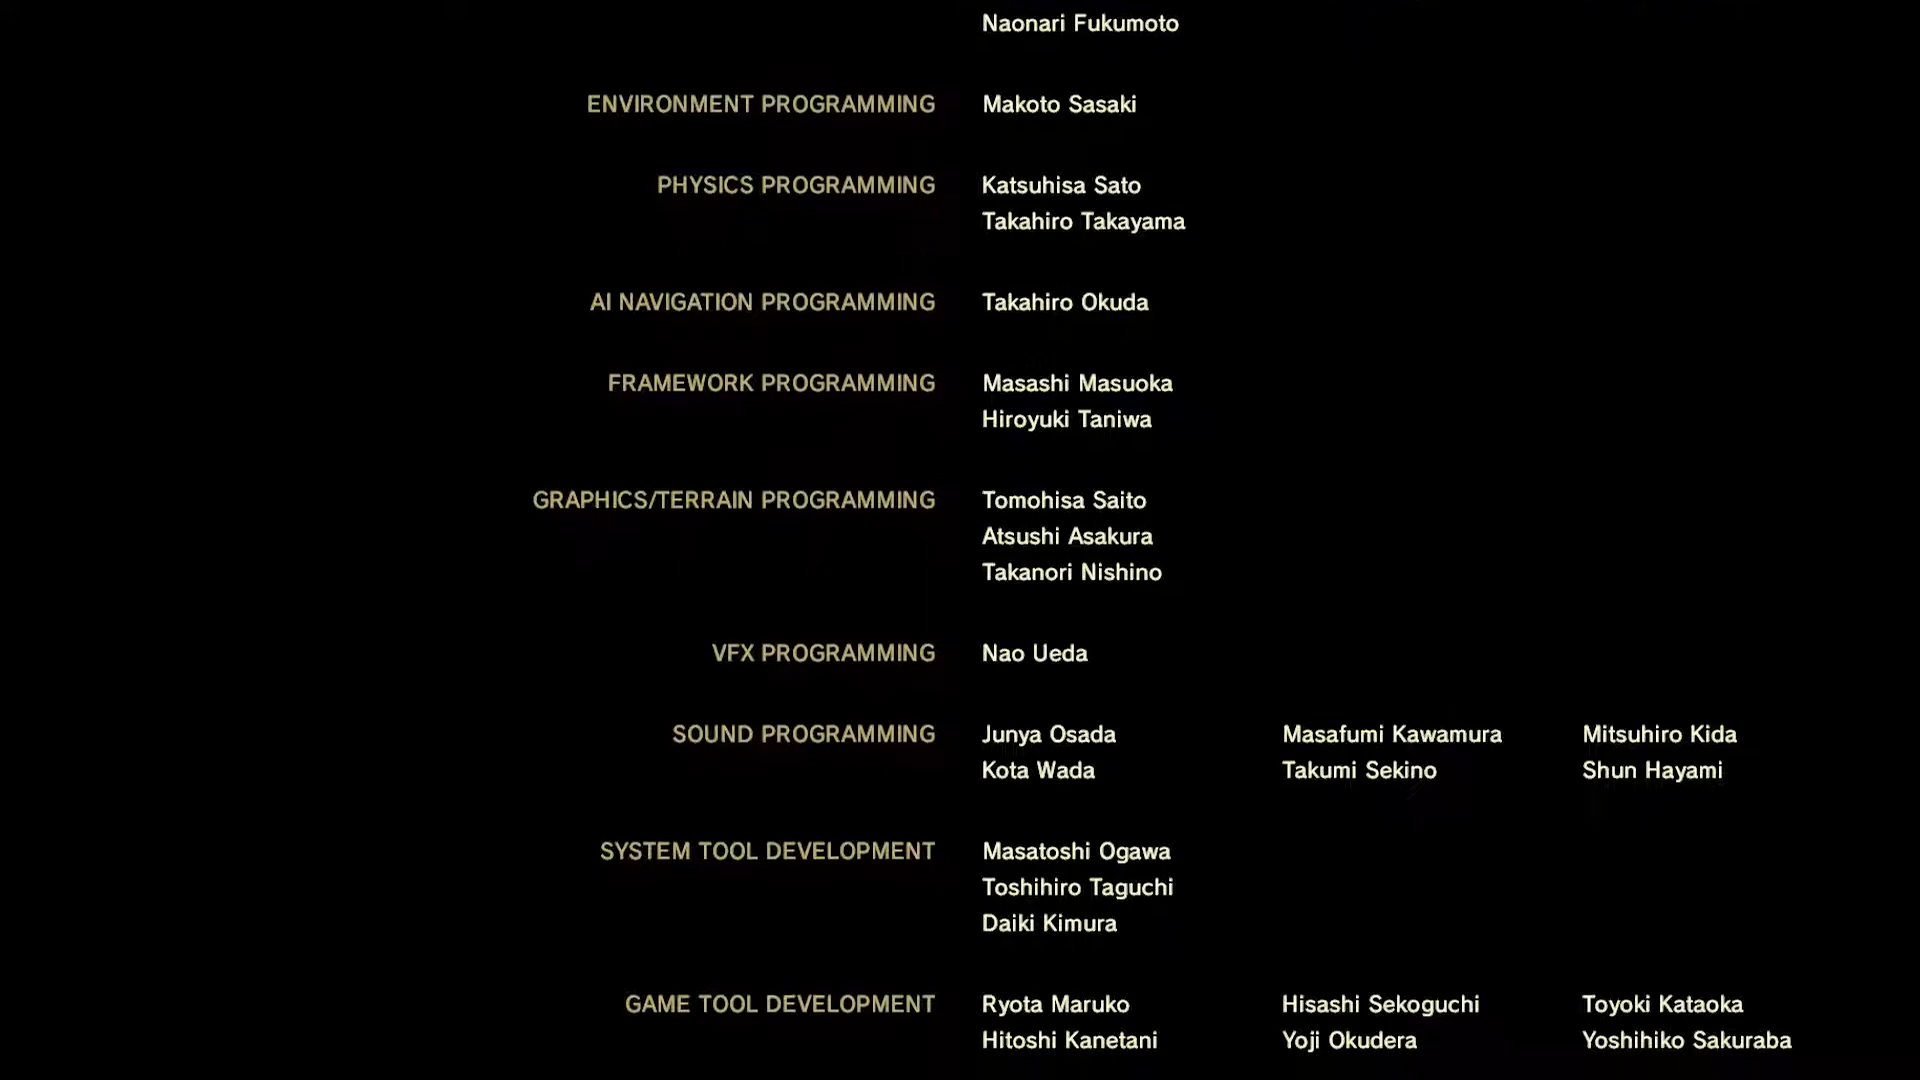 Naonari Fukumoto
ENVIRONMENT PROGRAMMING Makoto Sasaki
PHYSICS PROGRAMMING Katsuhisa Sato
Takahiro Takayama
AI NAVIGATION PROGRAMMING Takahiro Okuda
FRAMEWORK PROGRAMMING Masashi Masuoka
Hiroyuki Taniwa
GRAPHICS/TERRAIN PROGRAMMING Tomohisa Saito
Atsushi Asakura
Takanori Nishino
VFX PROGRAMMING Nao Ueda
SOUND PROGRAMMING Junya Osada Masafumi Kawamura Mitsuhiro Kida
Kota Wada Takumi Sekino Shun Hayami
SYSTEM TOOL DEVELOPMENT Masatoshi Ogawa
Toshihiro Taguchi
Daiki Kimura
GAME TOOL DEVELOPMENT Ryota Maruko Hisashi Sekoguchi Toyoki Kataoka
Hitoshi Kanetani Yoji Okudera Yoshihiko Sakuraba